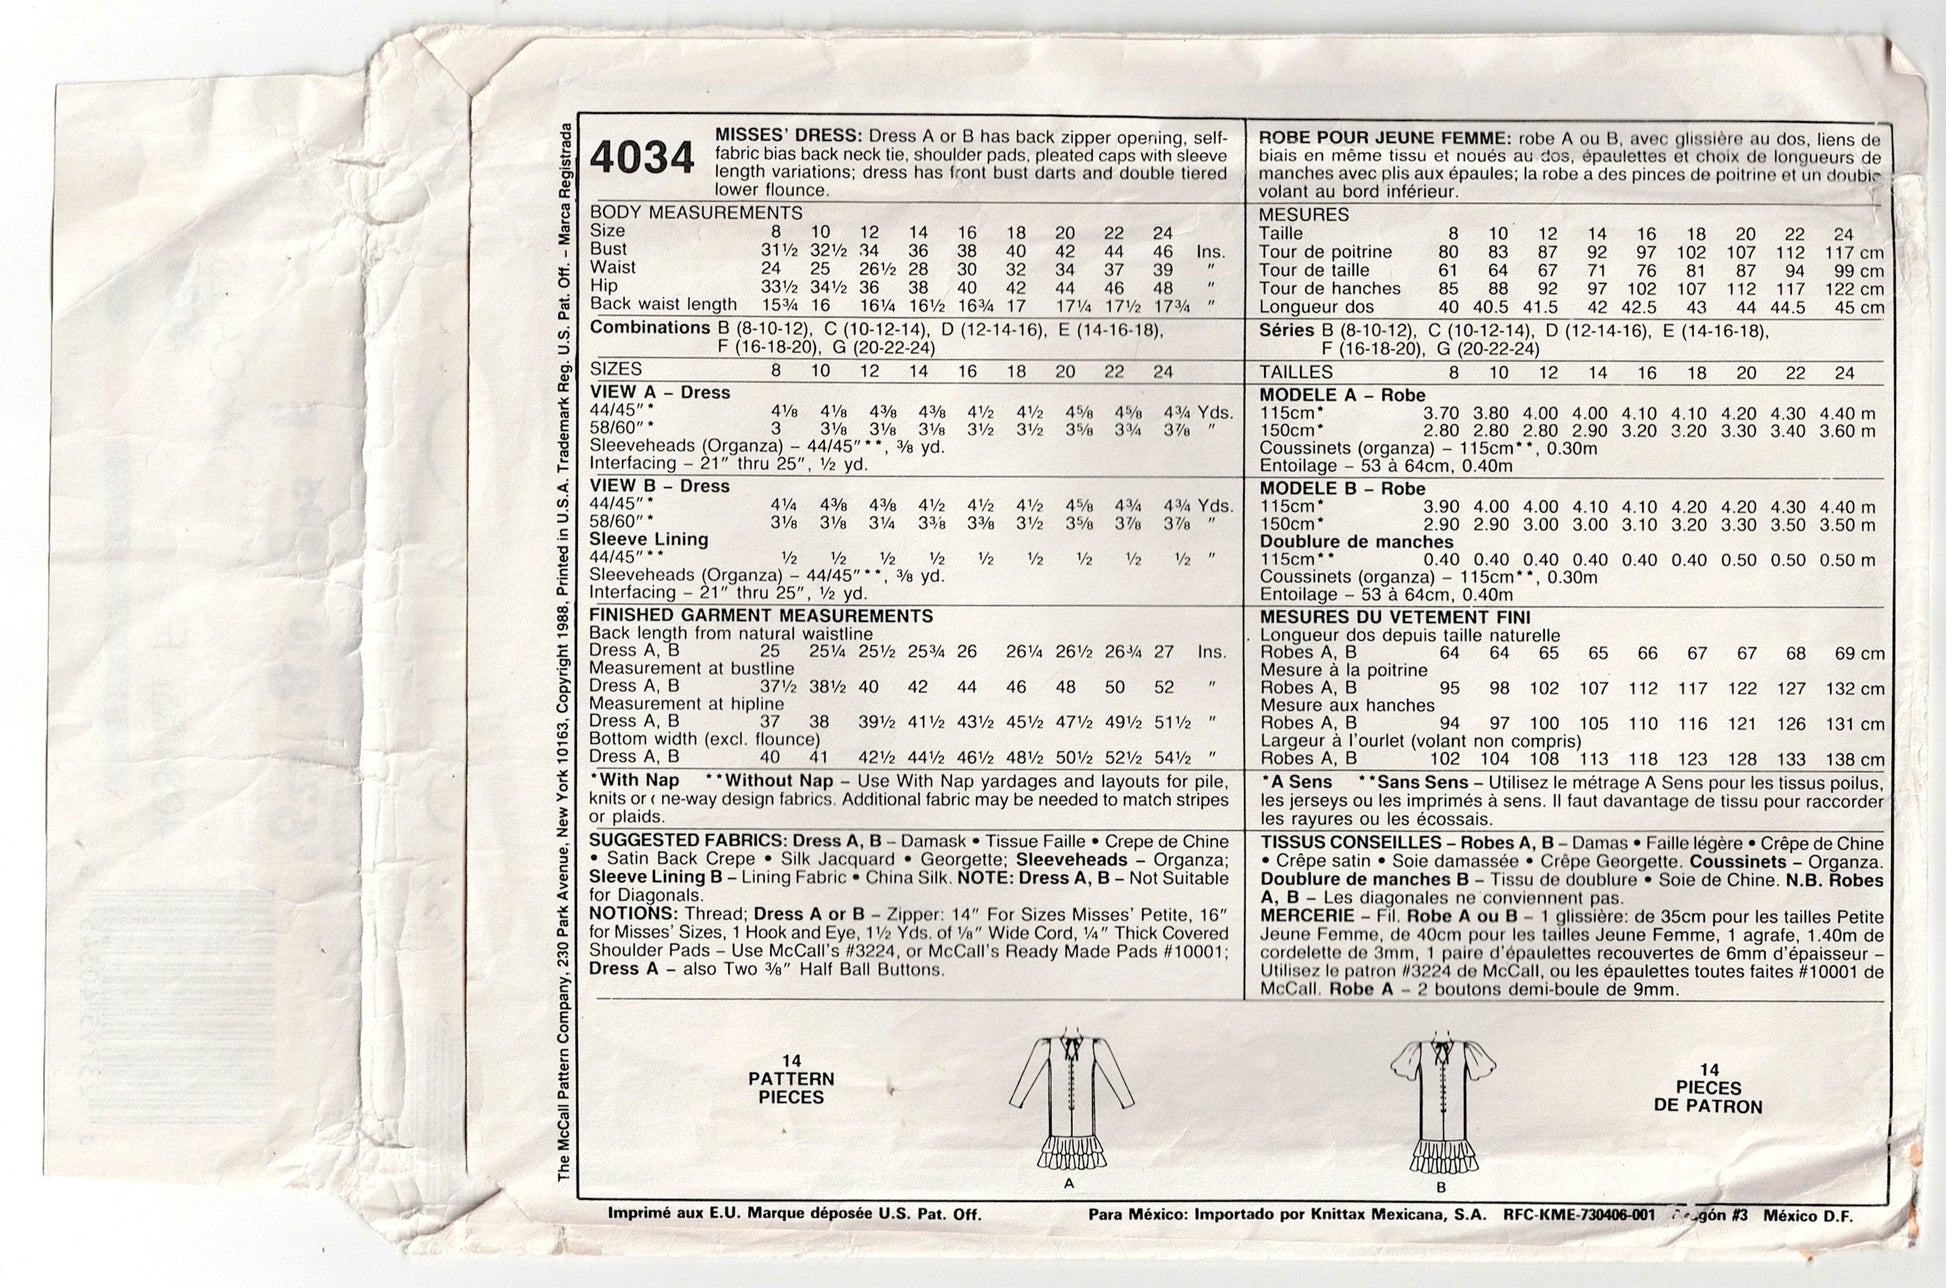 The McCall Pattern Company, 230 Park Avenue, New York 10163, Copyright 1988, Printed in U.S.A. Trademark Reg. U.S. Pat. Off. – Marca Registrada
4034
MISSES' DRESS: Dress A or B has back zipper opening, self-
fabric bias back neck tie, shoulder pads, pleated caps with sleeve
length variations; dress has front bust darts and double tiered
lower flounce.
BODY MEASUREMENTS
Size 8 10 12 14 16 18 20 22 24
Bust 31½ 32½ 34 36 38 40 42 44 46 Ins.
Waist 24 25 26½ 28 30 32 34 37 39 "
Hip 33½ 34½ 36 38 40 42 44 46 48 "
Back waist length 15¾ 16 16¼ 16½ 16¾ 17 17¼ 17½ 17¾ "
Combinations B (8-10-12), C (10-12-14), D (12-14-16), E (14-16-18),
F (16-18-20), G (20-22-24)
SIZES 8 10 12 14 16 18 20 22 24
VIEW A – Dress
44/45"* 4⅛ 4⅛ 4⅜ 4⅜ 4½ 4½ 4⅝ 4⅝ 4¾ Yds.
58/60"* 3 3⅛ 3⅛ 3⅛ 3½ 3½ 3⅝ 3¾ 3⅞ "
Sleeveheads (Organza) – 44/45"**, ⅜ yd.
Interfacing – 21" thru 25", ½ yd.
VIEW B – Dress
44/45"* 4¼ 4⅜ 4⅜ 4½ 4½ 4½ 4⅝ 4¾ 4¾ Yds.
58/60"* 3⅛ 3⅛ 3¼ 3⅜ 3⅜ 3½ 3⅝ 3⅞ 3⅞ "
Sleeve Lining
44/45"** ½ ½ ½ ½ ½ ½ ½ ½ ½ "
Sleeveheads (Organza) – 44/45"**, ⅜ yd.
Interfacing – 21" thru 25", ½ yd.
FINISHED GARMENT MEASUREMENTS
Back length from natural waistline
Dress A, B 25 25¼ 25½ 25¾ 26 26¼ 26½ 26¾ 27 Ins.
Measurement at bustline
Dress A, B 37½ 38½ 40 42 44 46 48 50 52 "
Measurement at hipline
Dress A, B 37 38 39½ 41½ 43½ 45½ 47½ 49½ 51½ "
Bottom width (excl. flounce)
Dress A, B 40 41 42½ 44½ 46½ 48½ 50½ 52½ 54½ "
*With Nap **Without Nap – Use With Nap yardages and layouts for pile,
knits or ne-way design fabrics. Additional fabric may be needed to match stripes
or plaids.
SUGGESTED FABRICS: Dress A, B – Damask • Tissue Faille • Crepe de Chine
• Satin Back Crepe • Silk Jacquard • Georgette; Sleeveheads – Organza;
Sleeve Lining B – Lining Fabric • China Silk. NOTE: Dress A, B – Not Suitable
for Diagonals.
NOTIONS: Thread; Dress A or B – Zipper: 14" For Sizes Misses' Petite, 16"
for Misses' Sizes, 1 Hook and Eye, 1½ Yds. of ⅛" Wide Cord, ¼" Thick Covered
Shoulder Pads – Use McCall's #3224, or McCall's Ready Made Pads #10001;
Dress A – also Two ⅜" Half Ball Buttons.
ROBE POUR JEUNE FEMME: robe A ou B, avec glissière au dos, liens de
biais en même tissu et noués au dos, épaulettes et choix de longueurs de
manches avec plis aux épaules; la robe a des pinces de poitrine et un double
volant au bord inférieur.
MESURES
Taille 8 10 12 14 16 18 20 22 24
Tour de poitrine 80 83 87 92 97 102 107 112 117 cm
Tour de taille 61 64 67 71 76 81 87 94 99 cm
Tour de hanches 85 88 92 97 102 107 112 117 122 cm
Longueur dos 40 40.5 41.5 42 42.5 43 44 44.5 45 cm
Séries B (8-10-12), C (10-12-14), D (12-14-16), E (14-16-18),
F (16-18-20), G (20-22-24)
TAILLES 8 10 12 14 16 18 20 22 24
MODELE A – Robe
115cm* 3.70 3.80 4.00 4.00 4.10 4.10 4.20 4.30 4.40 m
150cm* 2.80 2.80 2.80 2.90 3.20 3.20 3.30 3.40 3.60 m
Coussinets (organza) – 115cm**, 0.30m
Entoilage – 53 à 64cm, 0.40m
MODELE B – Robe
115cm* 3.90 4.00 4.00 4.10 4.10 4.20 4.20 4.30 4.40 m
150cm* 2.90 2.90 3.00 3.00 3.10 3.20 3.30 3.50 3.50 m
Doublure de manches
115cm** 0.40 0.40 0.40 0.40 0.40 0.40 0.50 0.50 0.50 m
Coussinets (organza) – 115cm**, 0.30m
Entoilage – 53 à 64cm, 0.40m
MESURES DU VETEMENT FINI
Longueur dos depuis taille naturelle
Robes A, B 64 64 65 65 66 67 67 68 69 cm
Mesure à la poitrine
Robes A, B 95 98 102 107 112 117 122 127 132 cm
Mesure aux hanches
Robes A, B 94 97 100 105 110 116 121 126 131 cm
Largeur à l'ourlet (volant non compris)
Robes A, B 102 104 108 113 118 123 128 133 138 cm
*A Sens **Sans Sens – Utilisez le métrage A Sens pour les tissus poilus,
les jerseys ou les imprimés à sens. Il faut davantage de tissu pour raccorder
les rayures ou les écossais.
TISSUS CONSEILLES – Robes A, B – Damas • Faille légère • Crêpe de Chine
• Crêpe satin • Soie damassée • Crêpe Georgette. Coussinets – Organza.
Doublure de manches B – Tissu de doublure • Soie de Chine. N.B. Robes
A, B – Les diagonales ne conviennent pas.
MERCERIE – Fil. Robe A ou B – 1 glissière: de 35cm pour les tailles Petite
Jeune Femme, de 40cm pour les tailles Jeune Femme, 1 agrafe, 1.40m de
cordelette de 3mm, 1 paire d'épaulettes recouvertes de 6mm d'épaisseur –
Utilisez le patron #3224 de McCall, ou les épaulettes toutes faites #10001 de
McCall. Robe A – 2 boutons demi-boule de 9mm.
14
PATTERN
PIECES
A
B
14
PIECES
DE PATRON
Imprimé aux E.U. Marque déposée U.S. Pat. Off.
Para México: Importado por Knittax Mexicana, S.A. RFC-KME-730406-001 gón #3 México D.F.